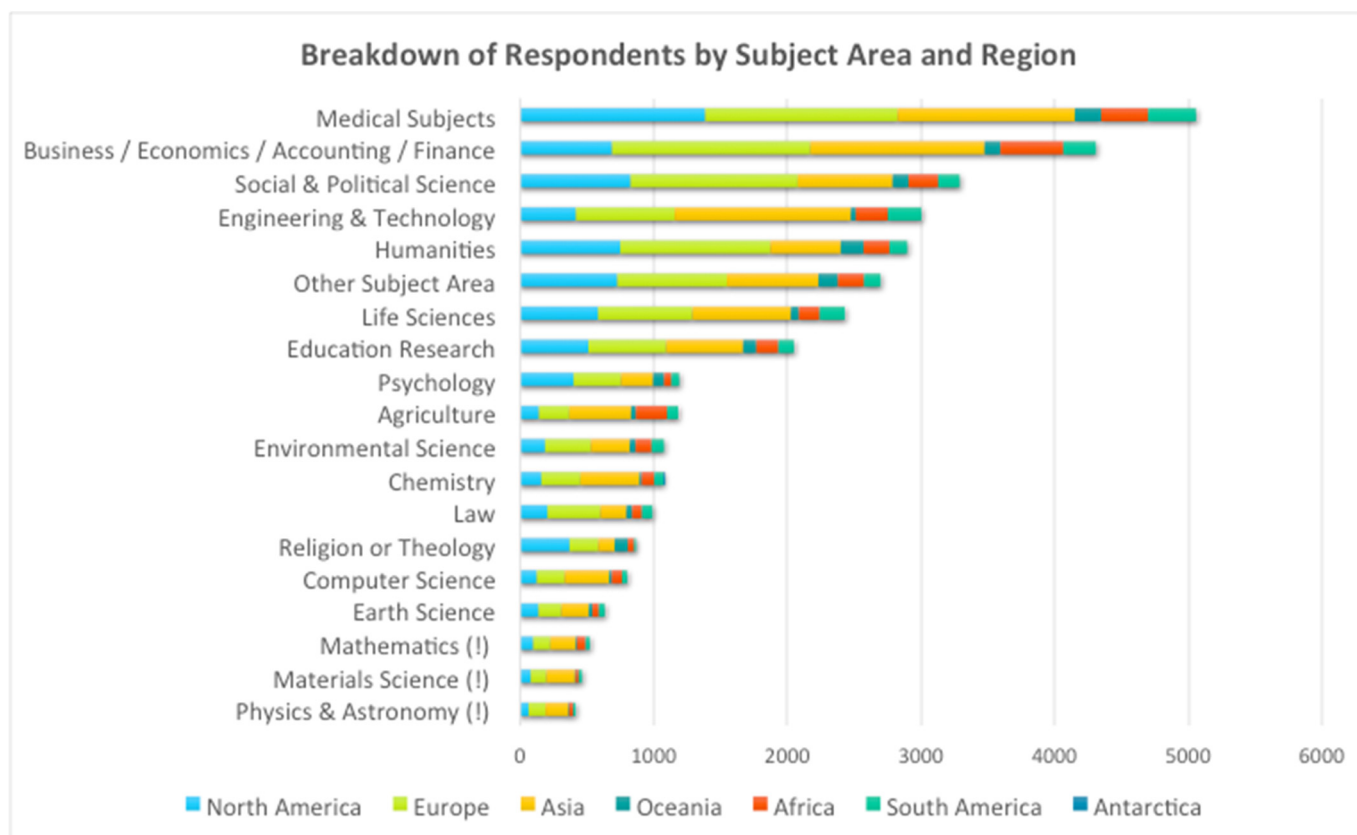 Breakdown of Respondents by Subject Area and Region
Medical Subjects
Business / Economics / Accounting / Finance
Social & Political Science
Engineering & Technology
Humanities
Other Subject Area
Life Sciences
Education Research
Psychology
Agriculture
Environmental Science
Chemistry
Law
Religion or Theology
Computer Science
Earth Science
Mathematics (!)
Materials Science (!)
Physics & Astronomy (!)
0 1000 2000 3000 4000 5000 6000
North America Europe Asia Oceania Africa South America Antarctica